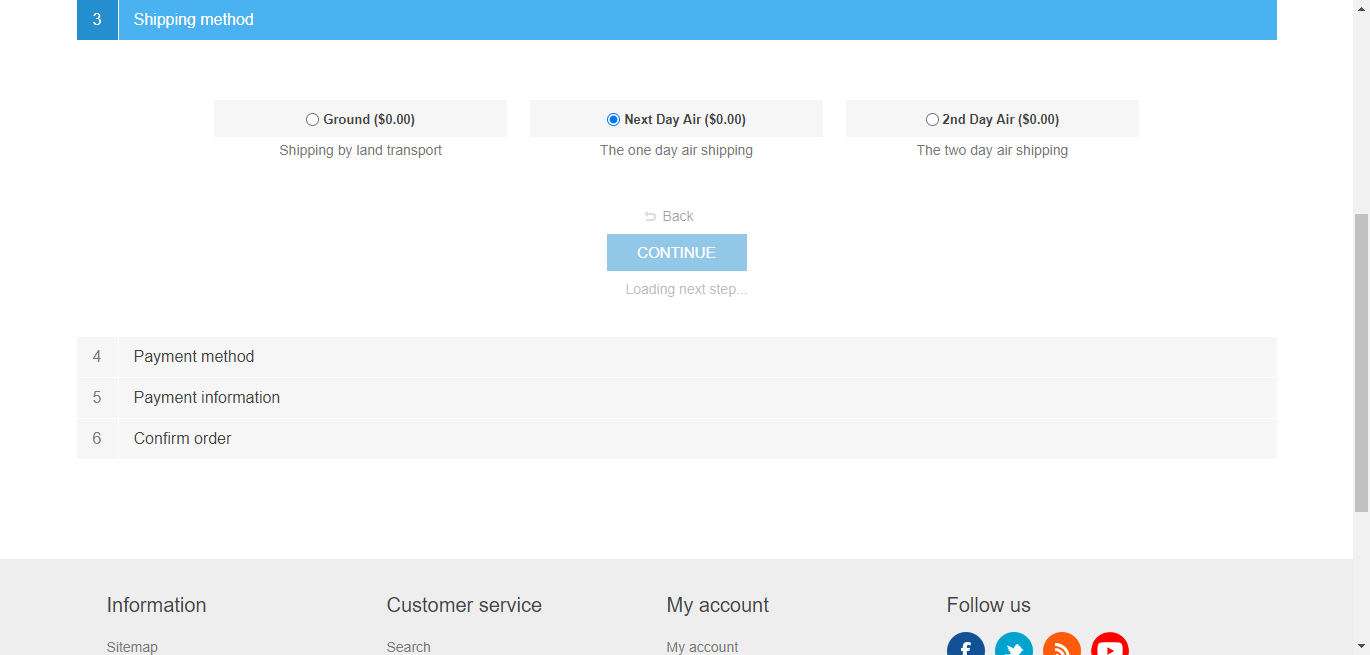 3 Shipping method
Ground ($0.00) Next Day Air ($0.00) 2nd Day Air ($0.00)
Shipping by land transport The one day air shipping The two day air shipping
Back
CONTINUE
Loading next step...
4 Payment method
5 Payment information
6 Confirm order
Information Customer service My account Follow us
Sitemap Search My account